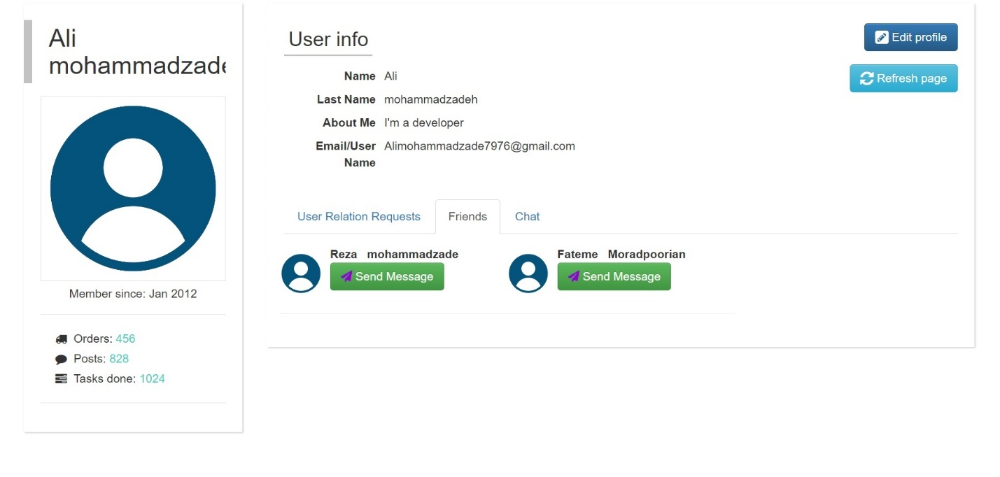 Ali
mohammadzade
Member since: Jan 2012
Orders: 456
Posts: 828
Tasks done: 1024
User info
Edit profile
Refresh page
Name Ali
Last Name mohammadzadeh
About Me I'm a developer
Email/User Name Alimohammadzade7976@gmail.com
User Relation Requests
Friends
Chat
Reza mohammadzade
Send Message
Fateme Moradpoorian
Send Message